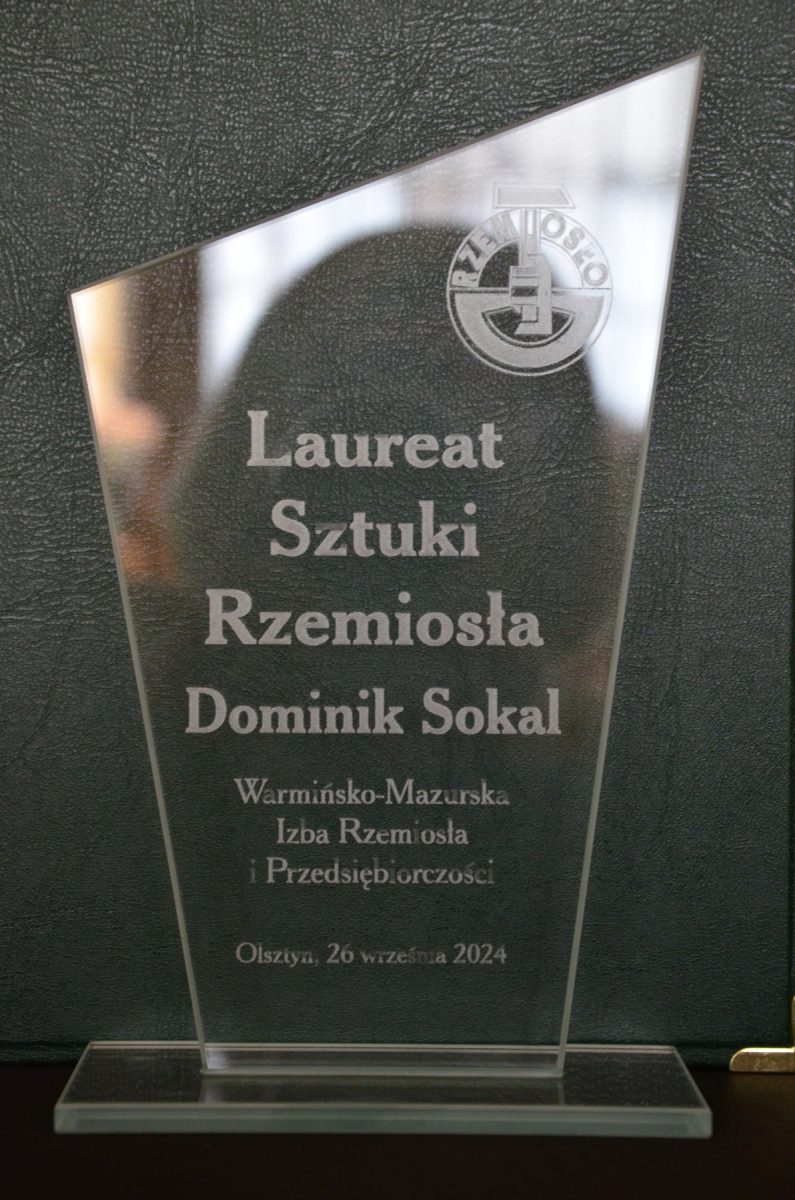 RZEMIOSŁO
Laureat
Sztuki
Rzemiosła
Dominik Sokal
Warmińsko-Mazurska
Izba Rzemiosła
i Przedsiębiorczości
Olsztyn, 26 września 2024